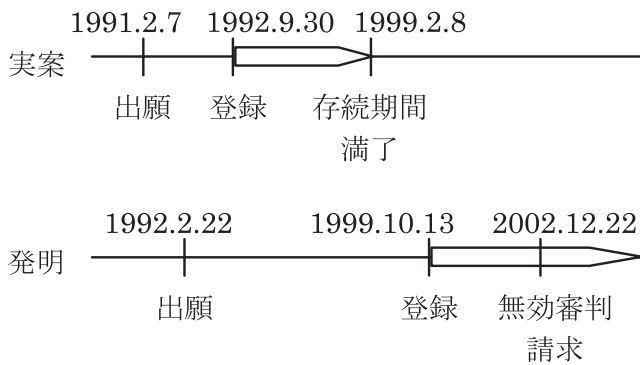 1991.2.7 1992.9.30 1999.2.8
実案
出願 登録 存続期間
満了
1992.2.22 1999.10.13 2002.12.22
発明
出願 登録 無効審判
請求